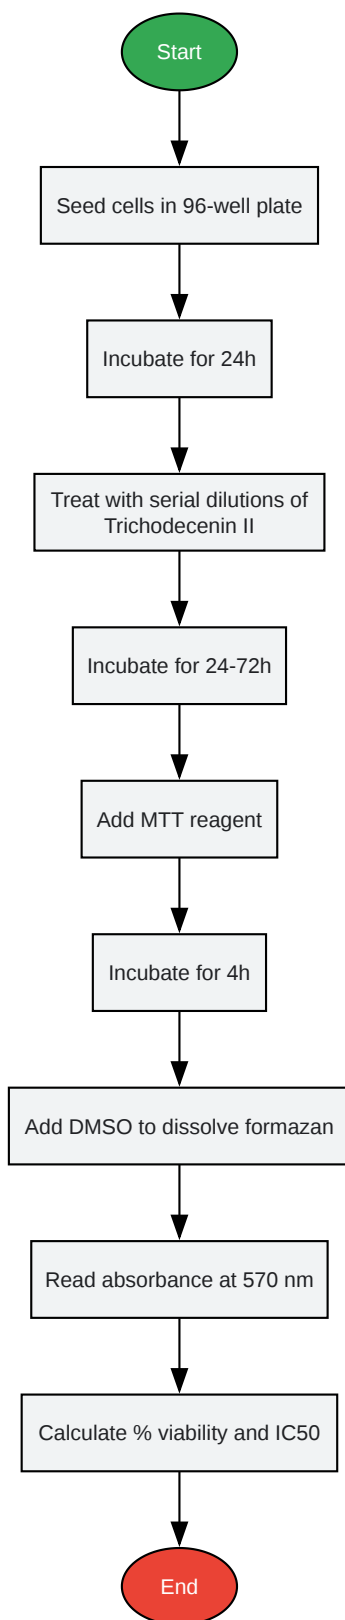 Start
Seed cells in 96-well plate
Incubate for 24h
Treat with serial dilutions of
Trichodecenin II
Incubate for 24-72h
Add MTT reagent
Incubate for 4h
Add DMSO to dissolve formazan
Read absorbance at 570 nm
Calculate % viability and IC50
End